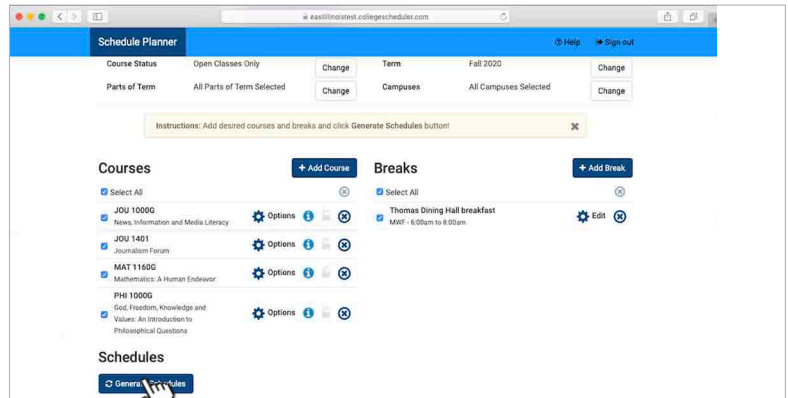 eastillinoistest.collegescheduler.com
Schedule Planner
Help Sign out
Course Status Open Classes Only Change Term Fall 2020 Change
Parts of Term All Parts of Term Selected Change Campuses All Campuses Selected Change
Instructions: Add desired courses and breaks and click Generate Schedules button!
Courses + Add Course Breaks + Add Break
Select All Select All
JOU 1000G Thomas Dining Hall breakfast
News, Information and Media Literacy Options MWF - 6:00am to 8:00am Edit
JOU 1401
Journalism Forum Options
MAT 1160G
Mathematics: A Human Endeavor Options
PHI 1000G
God, Freedom, Knowledge and
Values: An Introduction to Options
Philosophical Questions
Schedules